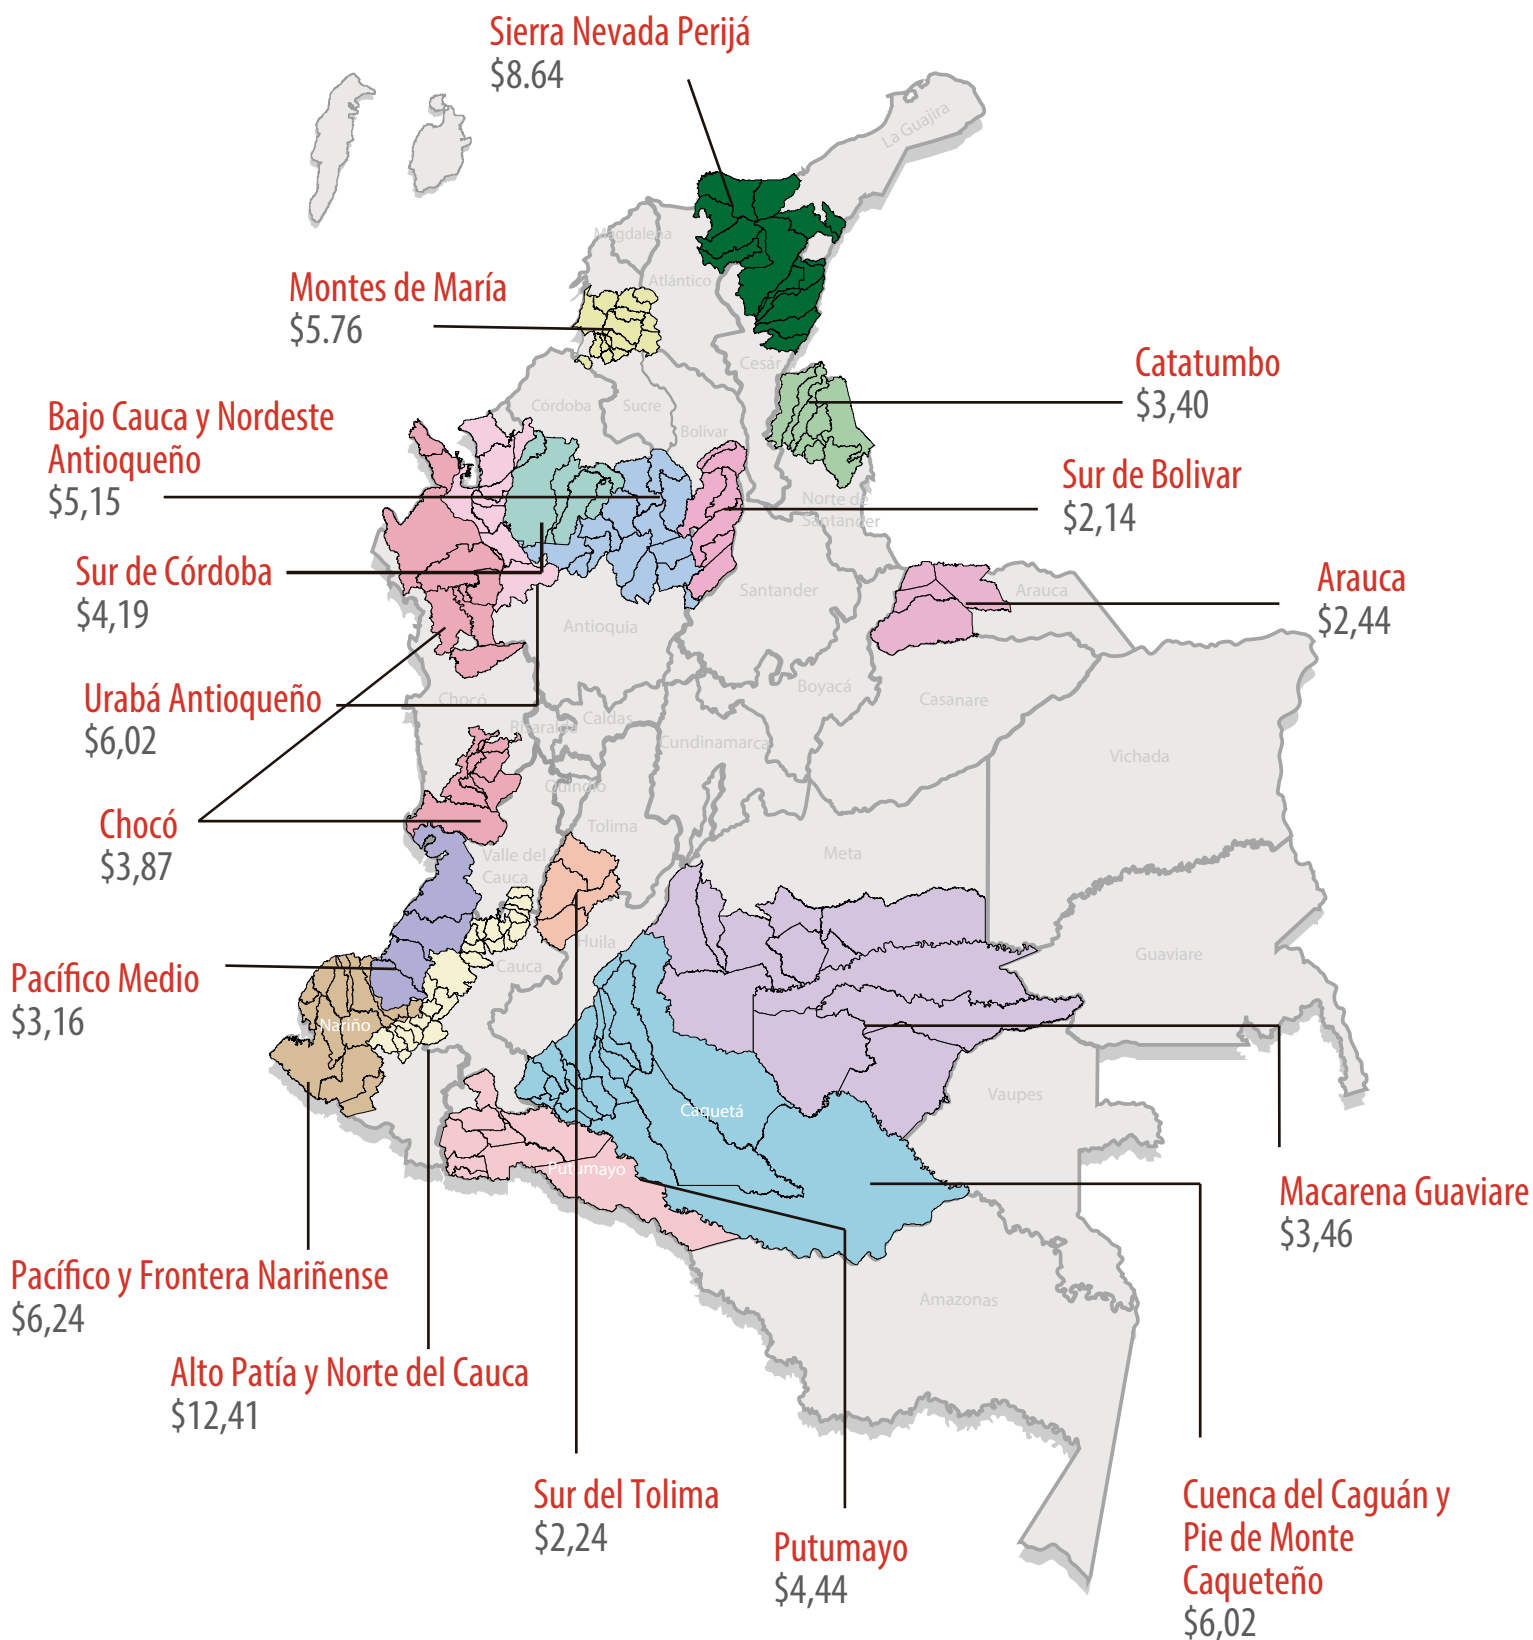 Sierra Nevada Perijá
$8.64
La Guajira
Magdalena
Atlántico
Montes de María
$5.76
Cesár
Catatumbo
$3,40
Córdoba
Sucre
Bolívar
Bajo Cauca y Nordeste
Antioqueño
$5,15
Sur de Bolivar
$2,14
Norte de
Santander
Sur de Córdoba
$4,19
Santander
Arauca
Arauca
$2,44
Antioquia
Urabá Antioqueño
$6,02
Chocó
Boyacá
Casanare
Risaralda
Caldas
Cundinamarca
Vichada
Quindio
Chocó
$3,87
Tolima
Valle del
Cauca
Meta
Huila
Cauca
Guaviare
Pacífico Medio
$3,16
Nariño
Vaupes
Caquetá
Putumayo
Macarena Guaviare
$3,46
Pacífico y Frontera Nariñense
$6,24
Amazonas
Alto Patía y Norte del Cauca
$12,41
Sur del Tolima
$2,24
Putumayo
$4,44
Cuenca del Caguán y
Pie de Monte
Caqueteño
$6,02